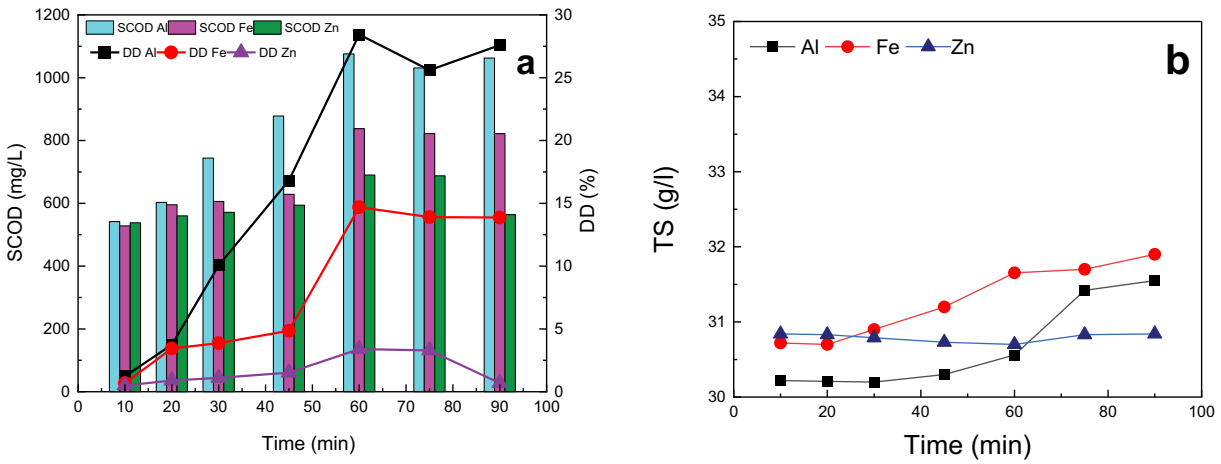 SCOD Al SCOD Fe SCOD Zn
DD Al DD Fe DD Zn
a
1200
1000
800
600
400
200
0
SCOD (mg/L)
30
25
20
15
10
5
0
DD (%)
0 10 20 30 40 50 60 70 80 90 100
Time (min)
Al Fe Zn
b
35
34
33
32
31
30
TS (g/l)
0 20 40 60 80 100
Time (min)